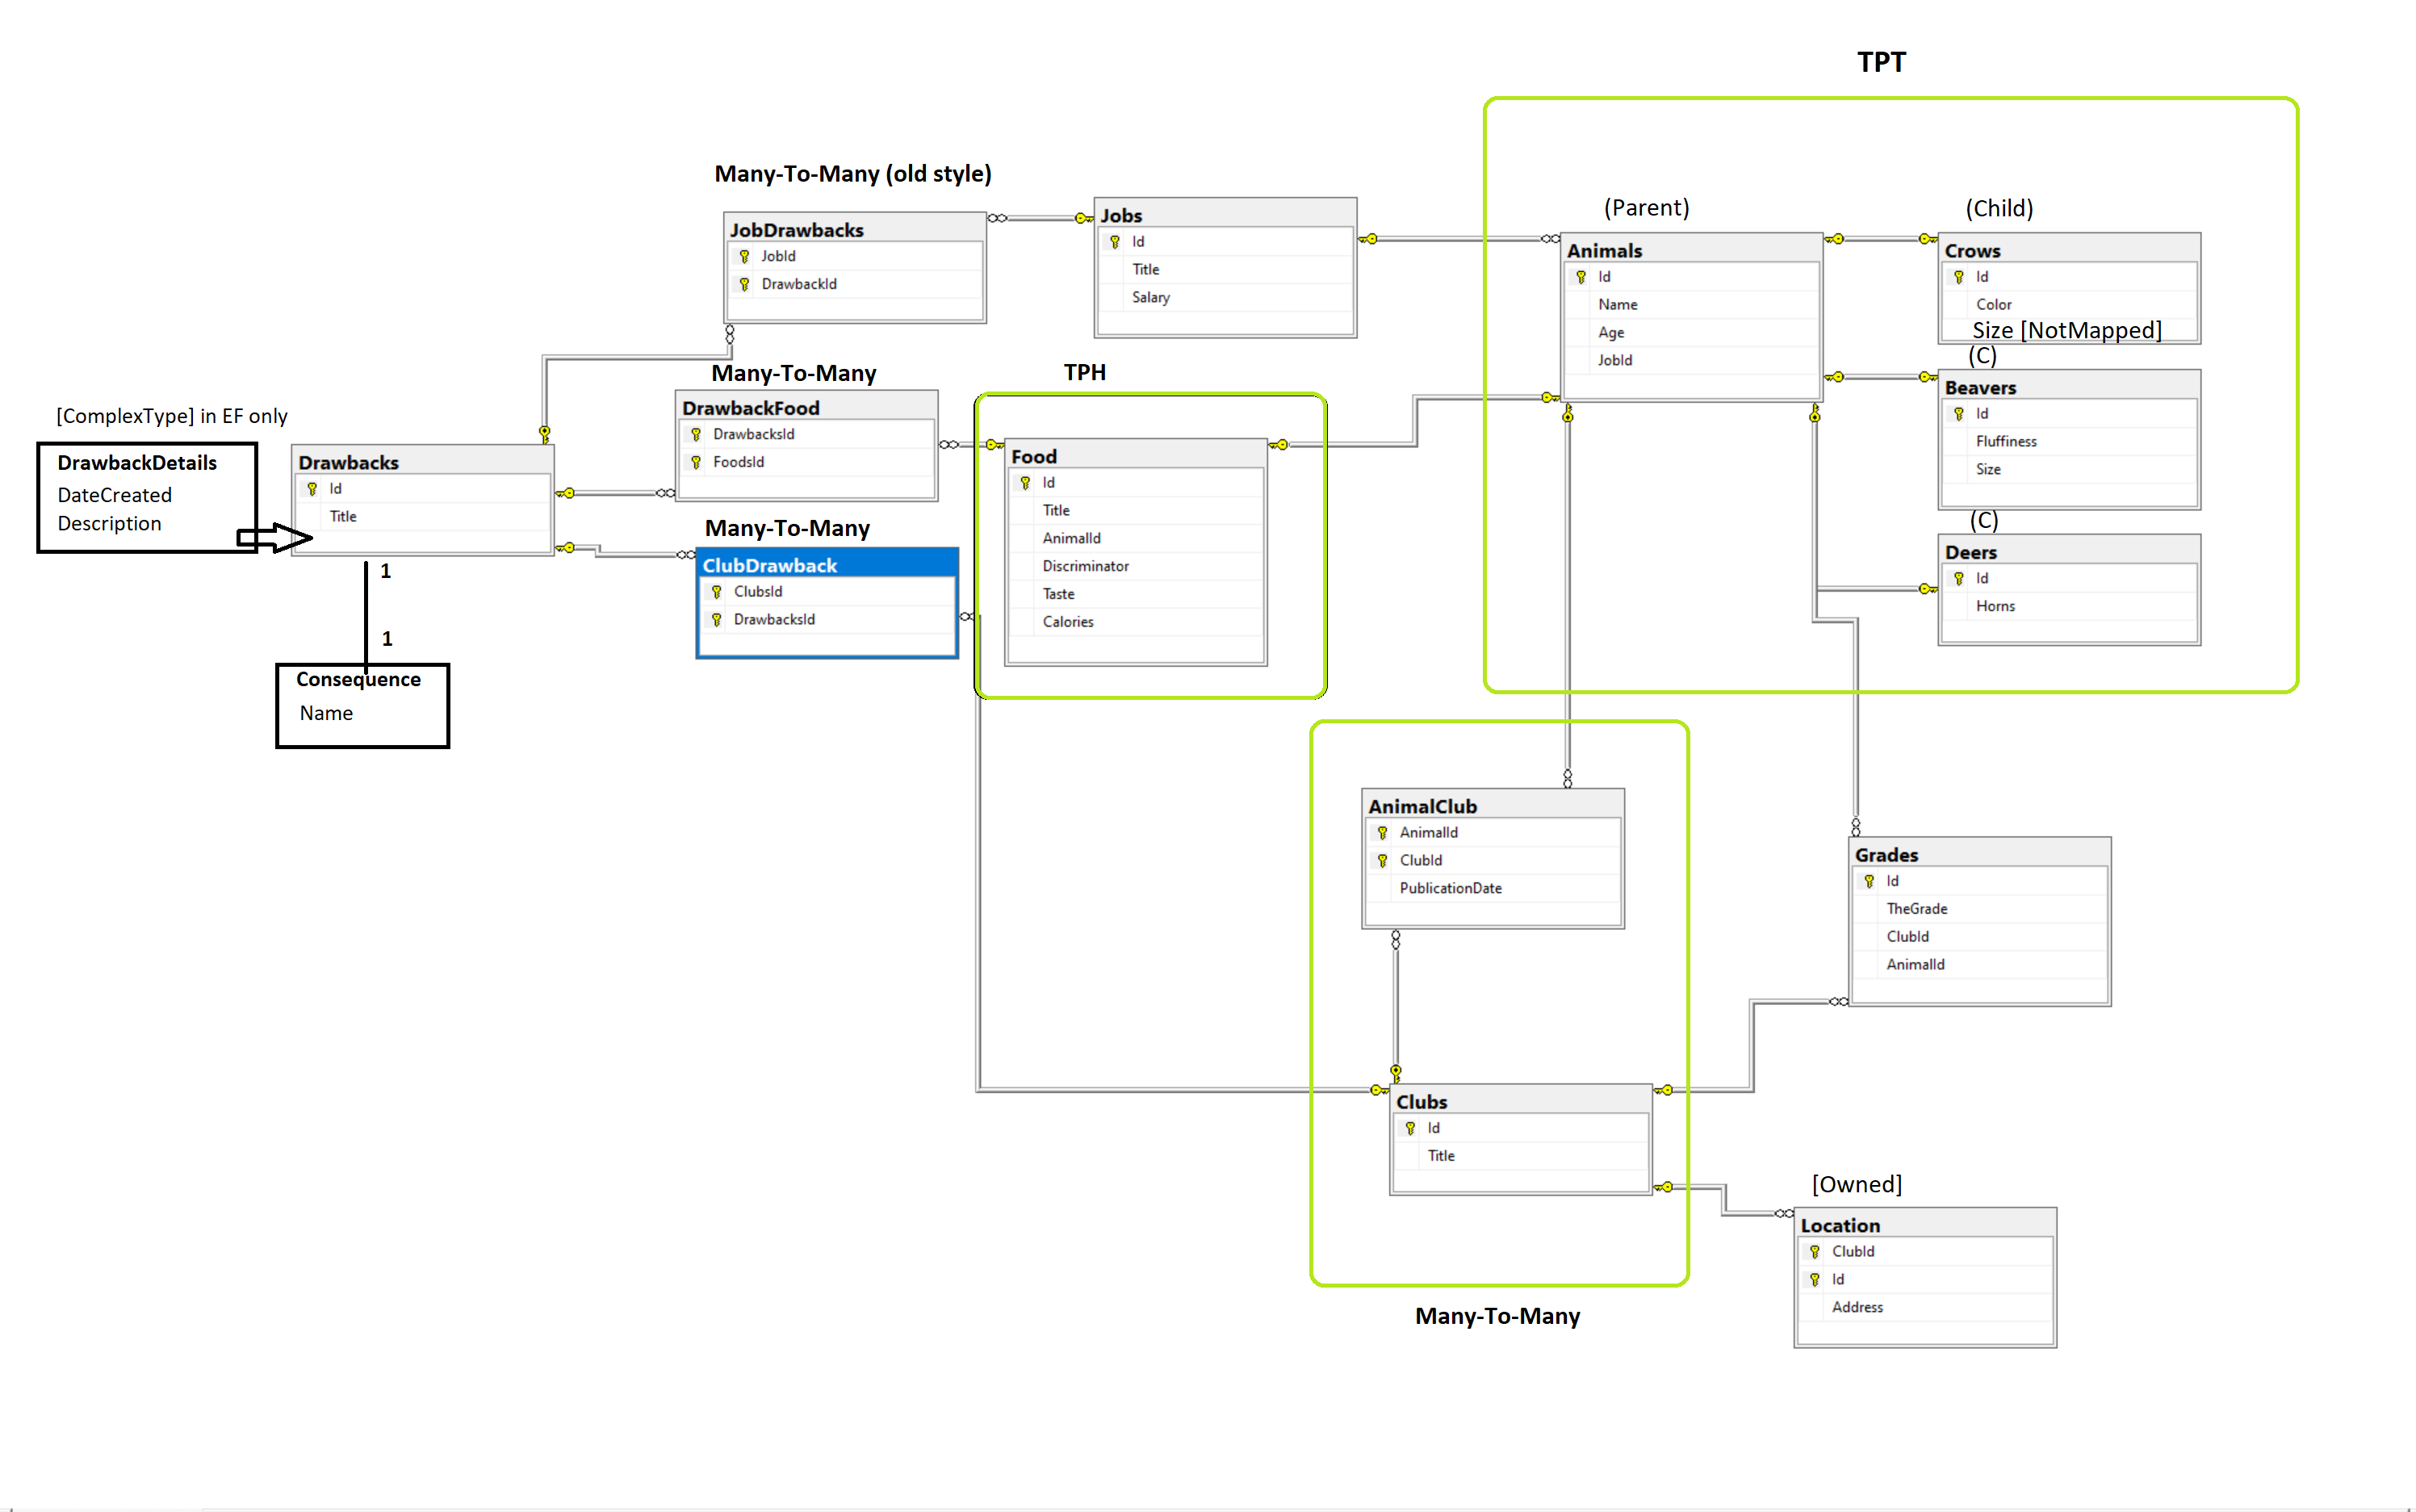 TPT
Many-To-Many (old style)
JobDrawbacks
JobId
DrawbackId
Jobs
Id
Title
Salary
(Parent)
Animals
Id
Name
Age
JobId
(Child)
Crows
Id
Color
Size [NotMapped]
(C)
Beavers
Id
Fluffiness
Size
(C)
Deers
Id
Horns
Many-To-Many
DrawbackFood
DrawbacksId
FoodsId
TPH
Food
Id
Title
AnimalId
Discriminator
Taste
Calories
[ComplexType] in EF only
DrawbackDetails
DateCreated
Description
Drawbacks
Id
Title
Many-To-Many
ClubDrawback
ClubsId
DrawbacksId
1
1
Consequence
Name
AnimalClub
AnimalId
ClubId
PublicationDate
Grades
Id
TheGrade
ClubId
AnimalId
Clubs
Id
Title
[Owned]
Location
ClubId
Id
Address
Many-To-Many